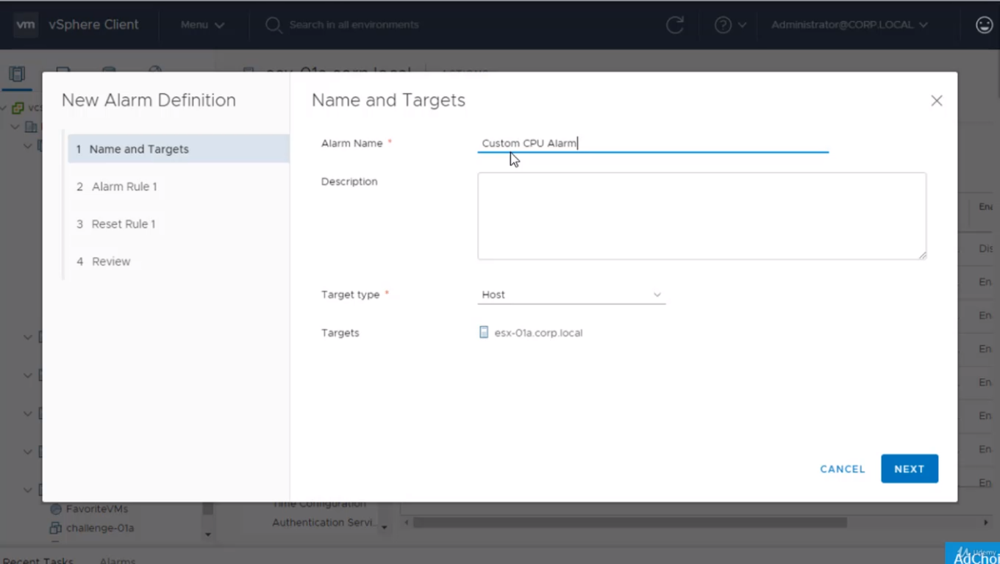 vm vSphere Client Menu Search in all environments Administrator@CORP.LOCAL
New Alarm Definition
1 Name and Targets
2 Alarm Rule 1
3 Reset Rule 1
4 Review
Name and Targets
Alarm Name *
Custom CPU Alarm
Description
Target type *
Host
Targets
esx-01a.corp.local
CANCEL NEXT
FavoriteVMs
challenge-01a
Time Configuration
Authentication Servi..
Recent Tasks Alarms
Udemy